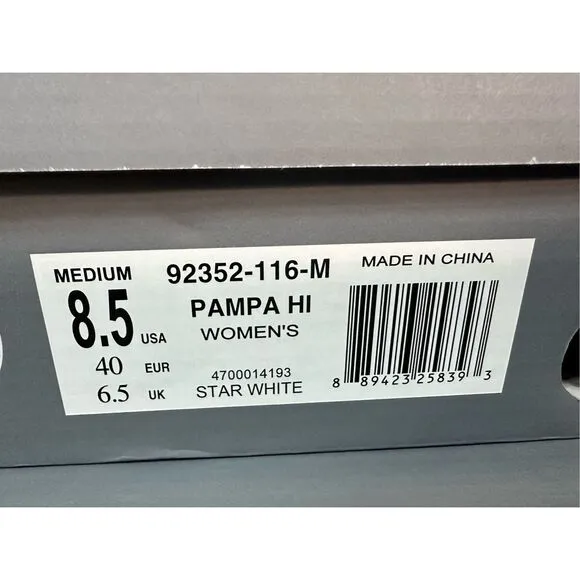 MEDIUM
8.5 USA
40 EUR
6.5 UK
92352-116-M
PAMPA HI
WOMEN'S
4700014193
STAR WHITE
MADE IN CHINA
8 89423 25839 3